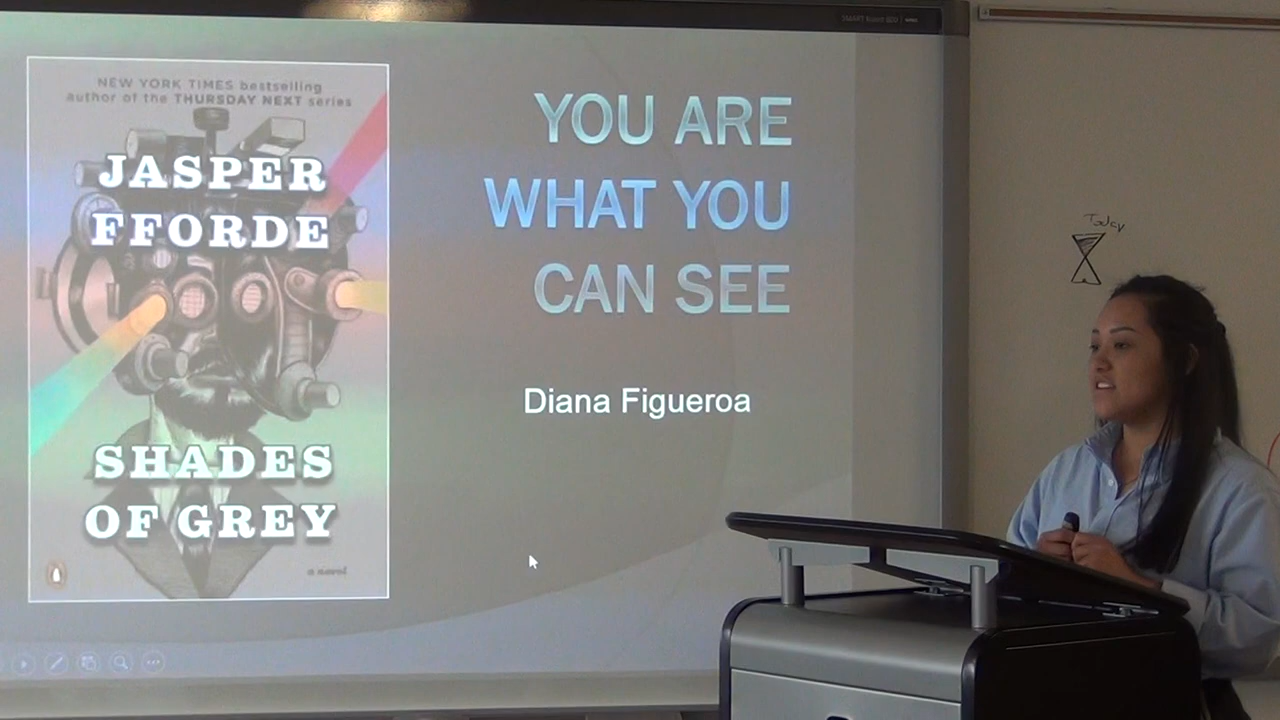 NEW YORK TIMES bestselling
author of the THURSDAY NEXT series
JASPER
FFORDE
SHADES
OF GREY
a novel
YOU ARE
WHAT YOU
CAN SEE
Diana Figueroa
Today